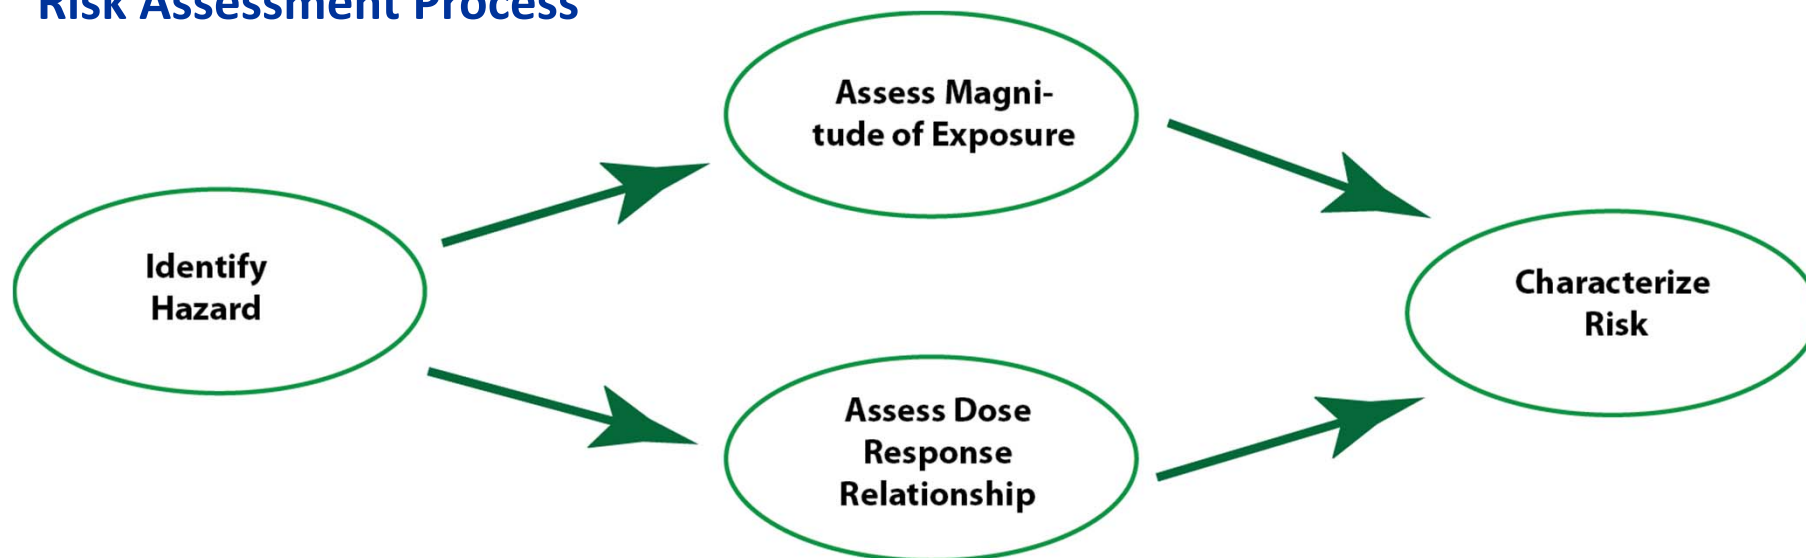 Risk Assessment Process
Assess Magni-
tude of Exposure
Identify
Hazard
Characterize
Risk
Assess Dose
Response
Relationship